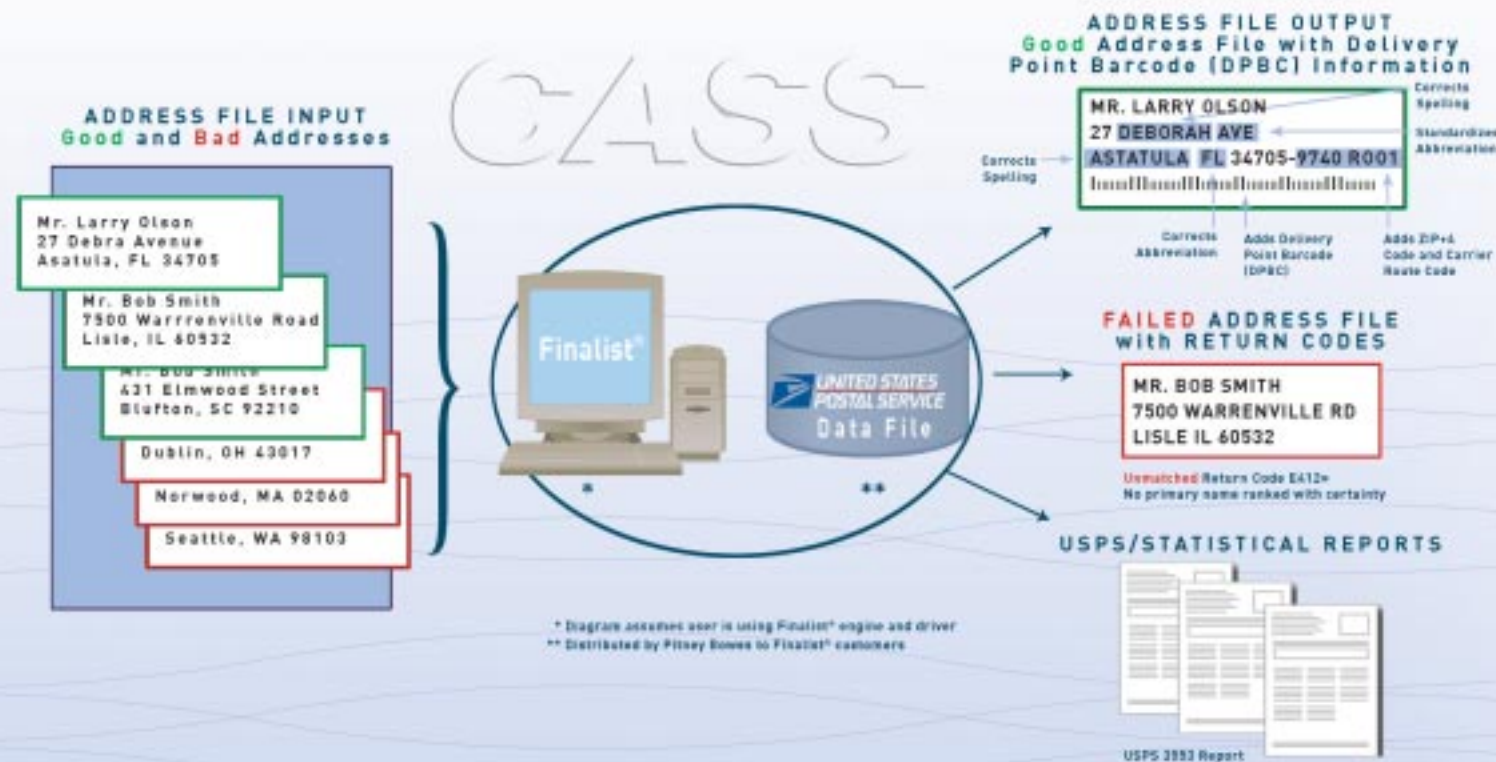 CASS
ADDRESS FILE INPUT
Good and Bad Addresses
Mr. Larry Olson
27 Debra Avenue
Asatula, FL 34705
Mr. Bob Smith
7500 Warrrenville Road
Lisle, IL 60532
Mr. Bob Smith
431 Elmwood Street
Blufton, SC 92210
Dublin, OH 43017
Norwood, MA 02060
Seattle, WA 98103
Finalist®
UNITED STATES
POSTAL SERVICE
Data File
*
**
* Diagram assumes user is using Finalist® engine and driver
** Distributed by Pitney Bowes to Finalist® customers
ADDRESS FILE OUTPUT
Good Address File with Delivery
Point Barcode (DPBC) Information
MR. LARRY OLSON
27 DEBORAH AVE
ASTATULA FL 34705-9740 R001
Corrects
Spelling
Standardizes
Abbreviation
Corrects
Spelling
Corrects
Abbreviation
Adds Delivery
Point Barcode
(DPBC)
Adds ZIP+4
Code and Carrier
Route Code
FAILED ADDRESS FILE
with RETURN CODES
MR. BOB SMITH
7500 WARRENVILLE RD
LISLE IL 60532
Unmatched Return Code E412=
No primary name ranked with certainty
USPS/STATISTICAL REPORTS
USPS 3553 Report